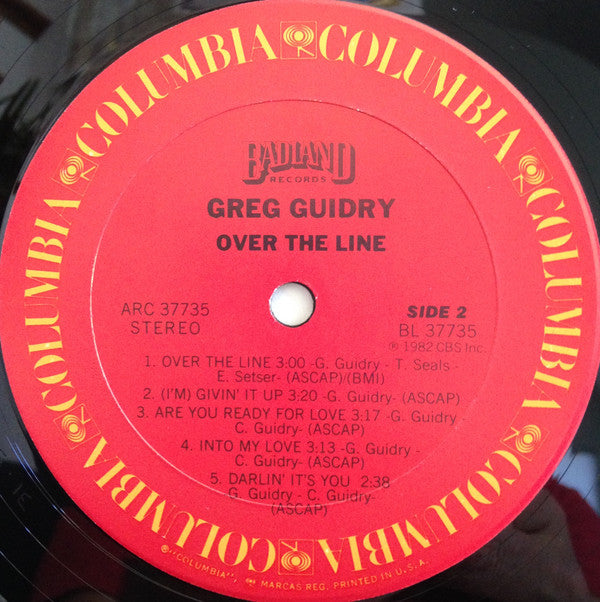 COLUMBIA COLUMBIA COLUMBIA COLUMBIA COLUMBIA COLUMBIA
BADLAND
RECORDS
GREG GUIDRY
OVER THE LINE
ARC 37735
STEREO
SIDE 2
BL 37735
℗ 1982 CBS Inc.
1. OVER THE LINE 3:00 -G. Guidry - T. Seals -
E. Setser- (ASCAP)/(BMI)
2. (I'M) GIVIN' IT UP 3:20 -G. Guidry- (ASCAP)
3. ARE YOU READY FOR LOVE 3:17 -G. Guidry -
C. Guidry- (ASCAP)
4. INTO MY LOVE 3:13 -G. Guidry -
C. Guidry- (ASCAP)
5. DARLIN' IT'S YOU 2:38
G. Guidry - C. Guidry-
(ASCAP)
® "COLUMBIA", MARCAS REG. PRINTED IN U.S.A.